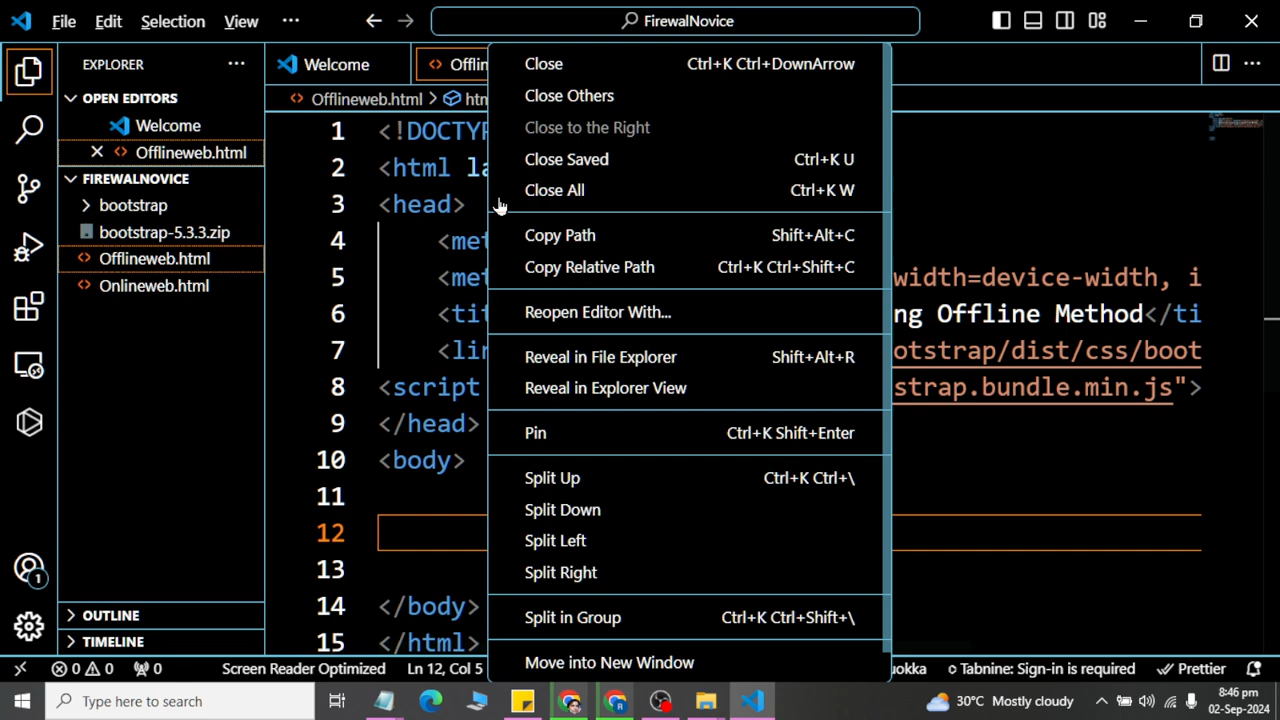 File Edit Selection View ··· FirewalNovice
EXPLORER ···
OPEN EDITORS
Welcome
Offlineweb.html
FIREWALNOVICE
bootstrap
bootstrap-5.3.3.zip
Offlineweb.html
Onlineweb.html
OUTLINE
TIMELINE
Welcome
Offlineweb.html >
1 <!DOCTYP
2 <html
3 <head>
4 <met
5 <met width=device-width, i
6 <tit ng Offline Method</ti
7 <lin otstrap/dist/css/boot
8 <script strap.bundle.min.js">
9 </head>
10 <body>
11
12
13
14 </body>
15 </html>
Close Ctrl+K Ctrl+DownArrow
Close Others
Close to the Right
Close Saved Ctrl+K U
Close All Ctrl+K W
Copy Path Shift+Alt+C
Copy Relative Path Ctrl+K Ctrl+Shift+C
Reopen Editor With...
Reveal in File Explorer Shift+Alt+R
Reveal in Explorer View
Pin Ctrl+K Shift+Enter
Split Up Ctrl+K Ctrl+\
Split Down
Split Left
Split Right
Split in Group Ctrl+K Ctrl+Shift+\
Move into New Window
0 0 0 Screen Reader Optimized Ln 12, Col 5 Tabnine: Sign-in is required Prettier
Type here to search 30°C Mostly cloudy 8:46 pm
02-Sep-2024